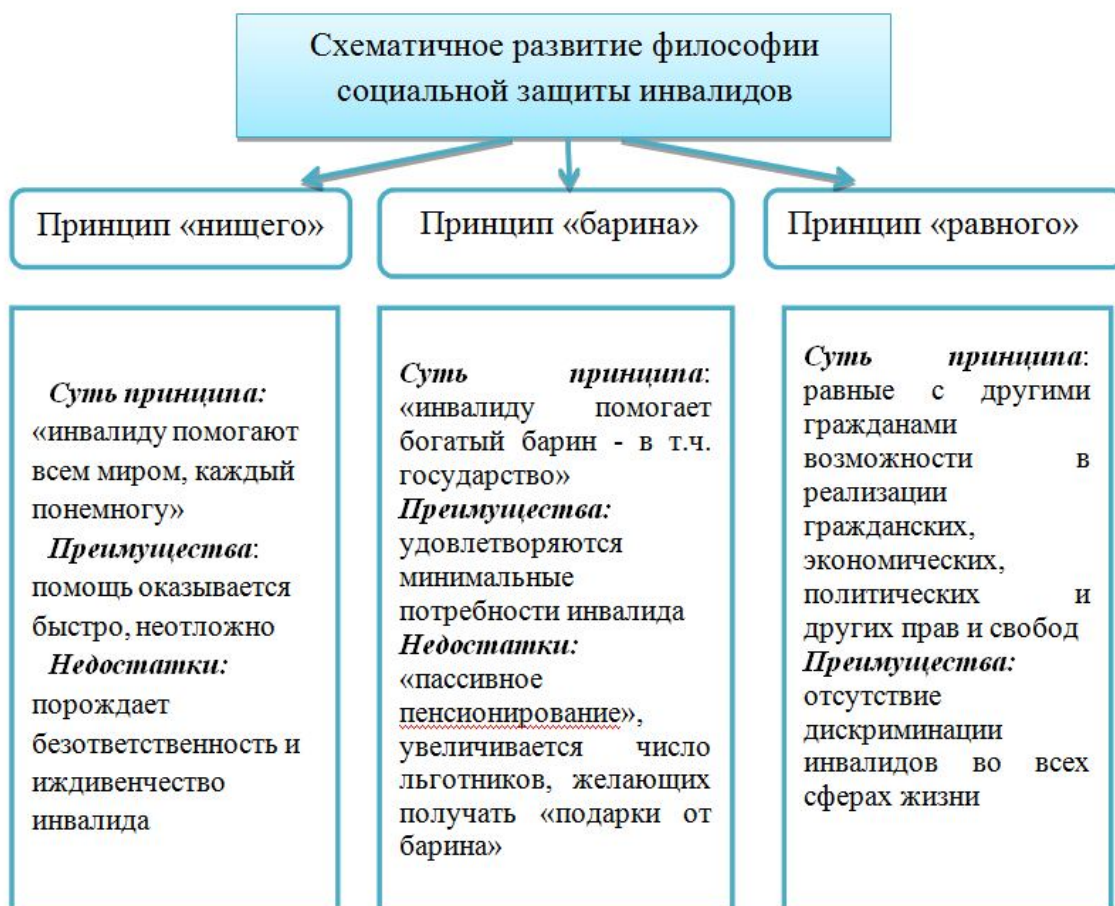 Схематичное развитие философии
социальной защиты инвалидов
Принцип «нищего»
Принцип «барина»
Принцип «равного»
Суть принципа:
«инвалиду помогают
всем миром, каждый
понемногу»
Преимущества:
помощь оказывается
быстро, неотложно
Недостатки:
порождает
безответственность и
иждивенчество
инвалида
Суть принципа:
«инвалиду помогает
богатый барин - в т.ч.
государство»
Преимущества:
удовлетворяются
минимальные
потребности инвалида
Недостатки:
«пассивное
пенсионирование»,
увеличивается число
льготников, желающих
получать «подарки от
барина»
Суть принципа:
равные с другими
гражданами
возможности в
реализации
гражданских,
экономических,
политических и
других прав и свобод
Преимущества:
отсутствие
дискриминации
инвалидов во всех
сферах жизни